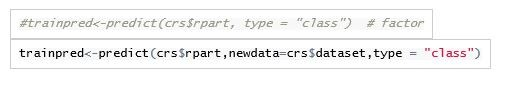 #trainpred<-predict(crs$rpart, type = "class")  # factor
trainpred<-predict(crs$rpart,newdata=crs$dataset,type = "class")